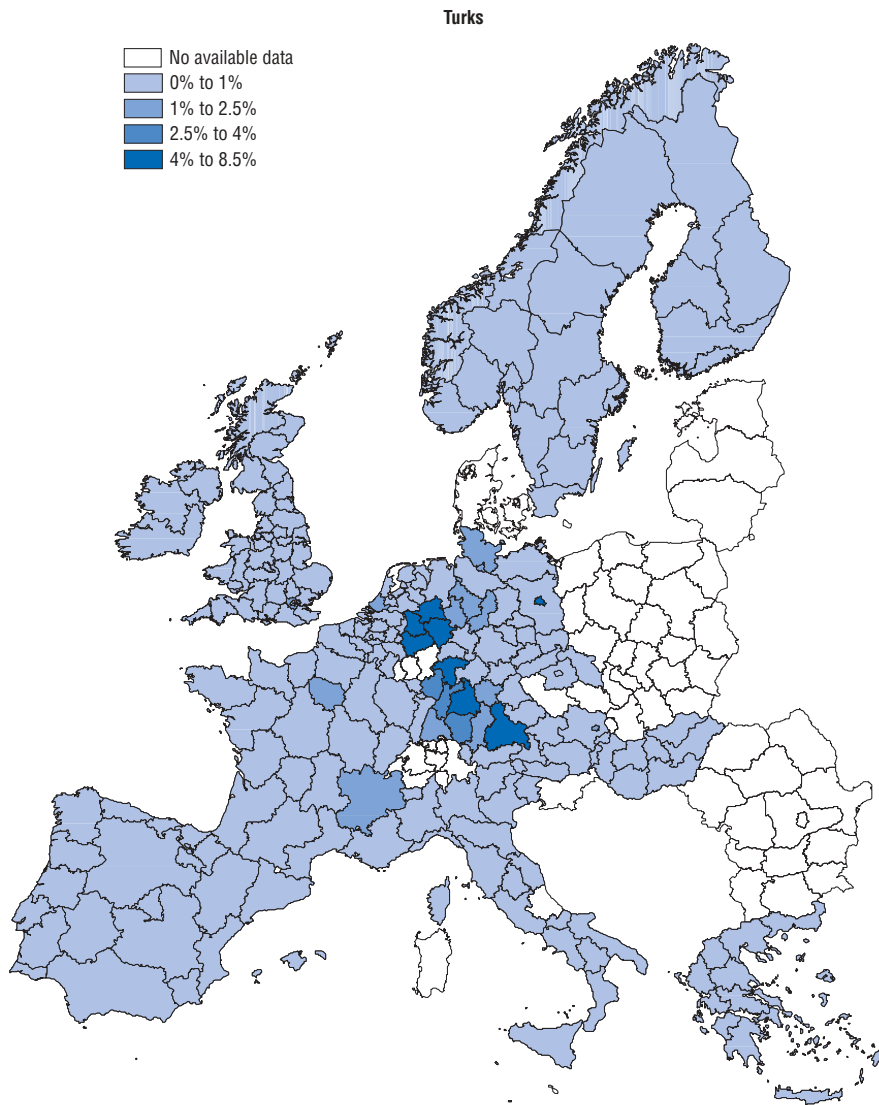 Turks
No available data
0% to 1%
1% to 2.5%
2.5% to 4%
4% to 8.5%